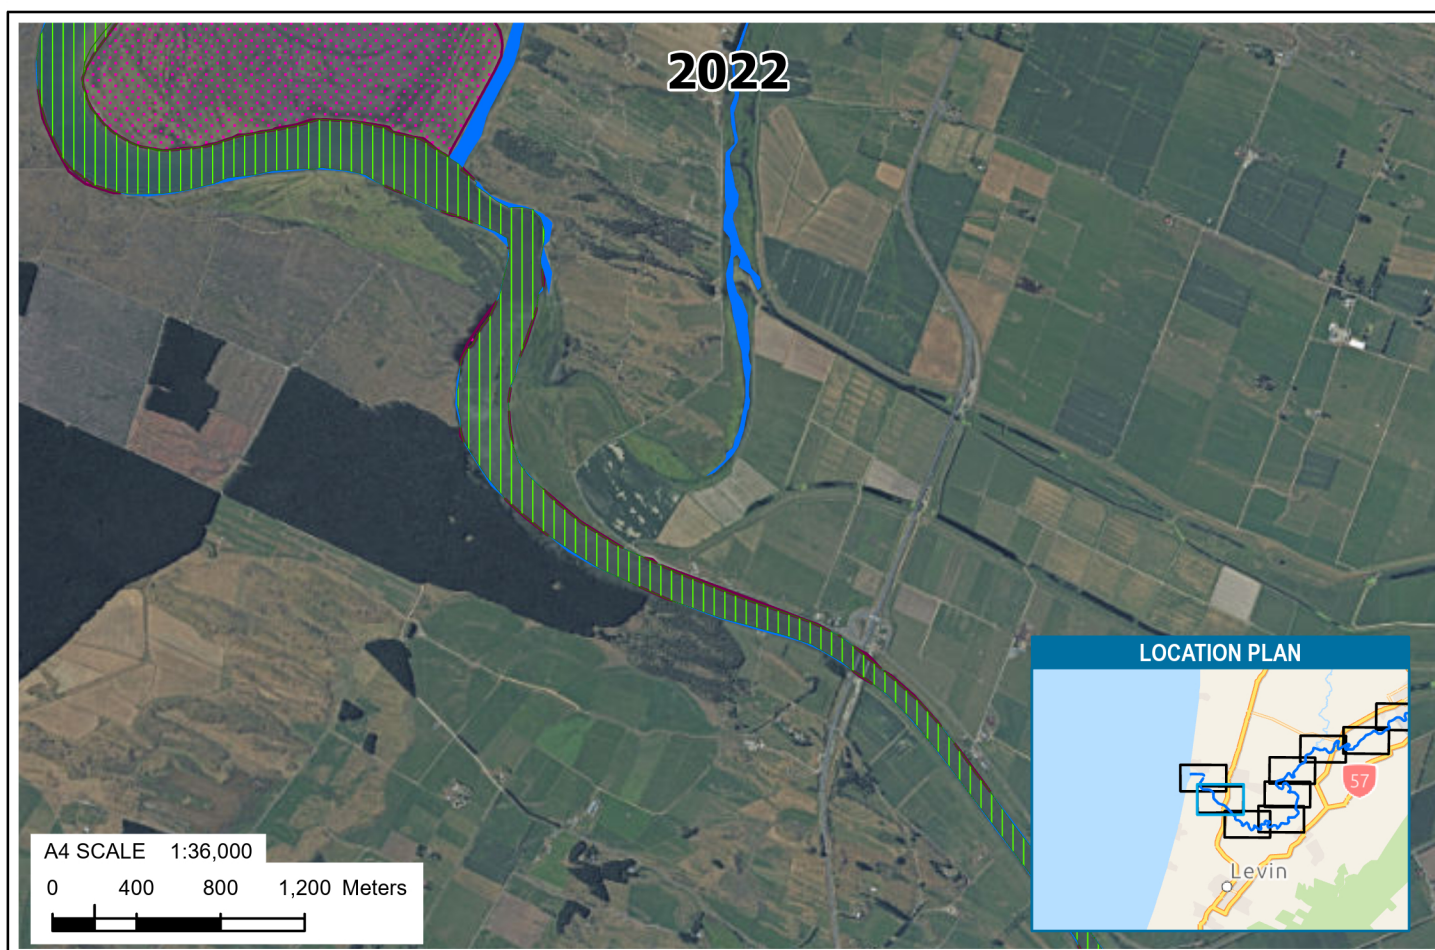 2022
LOCATION PLAN
57
Levin
A4 SCALE 1:36,000
0 400 800 1,200 Meters